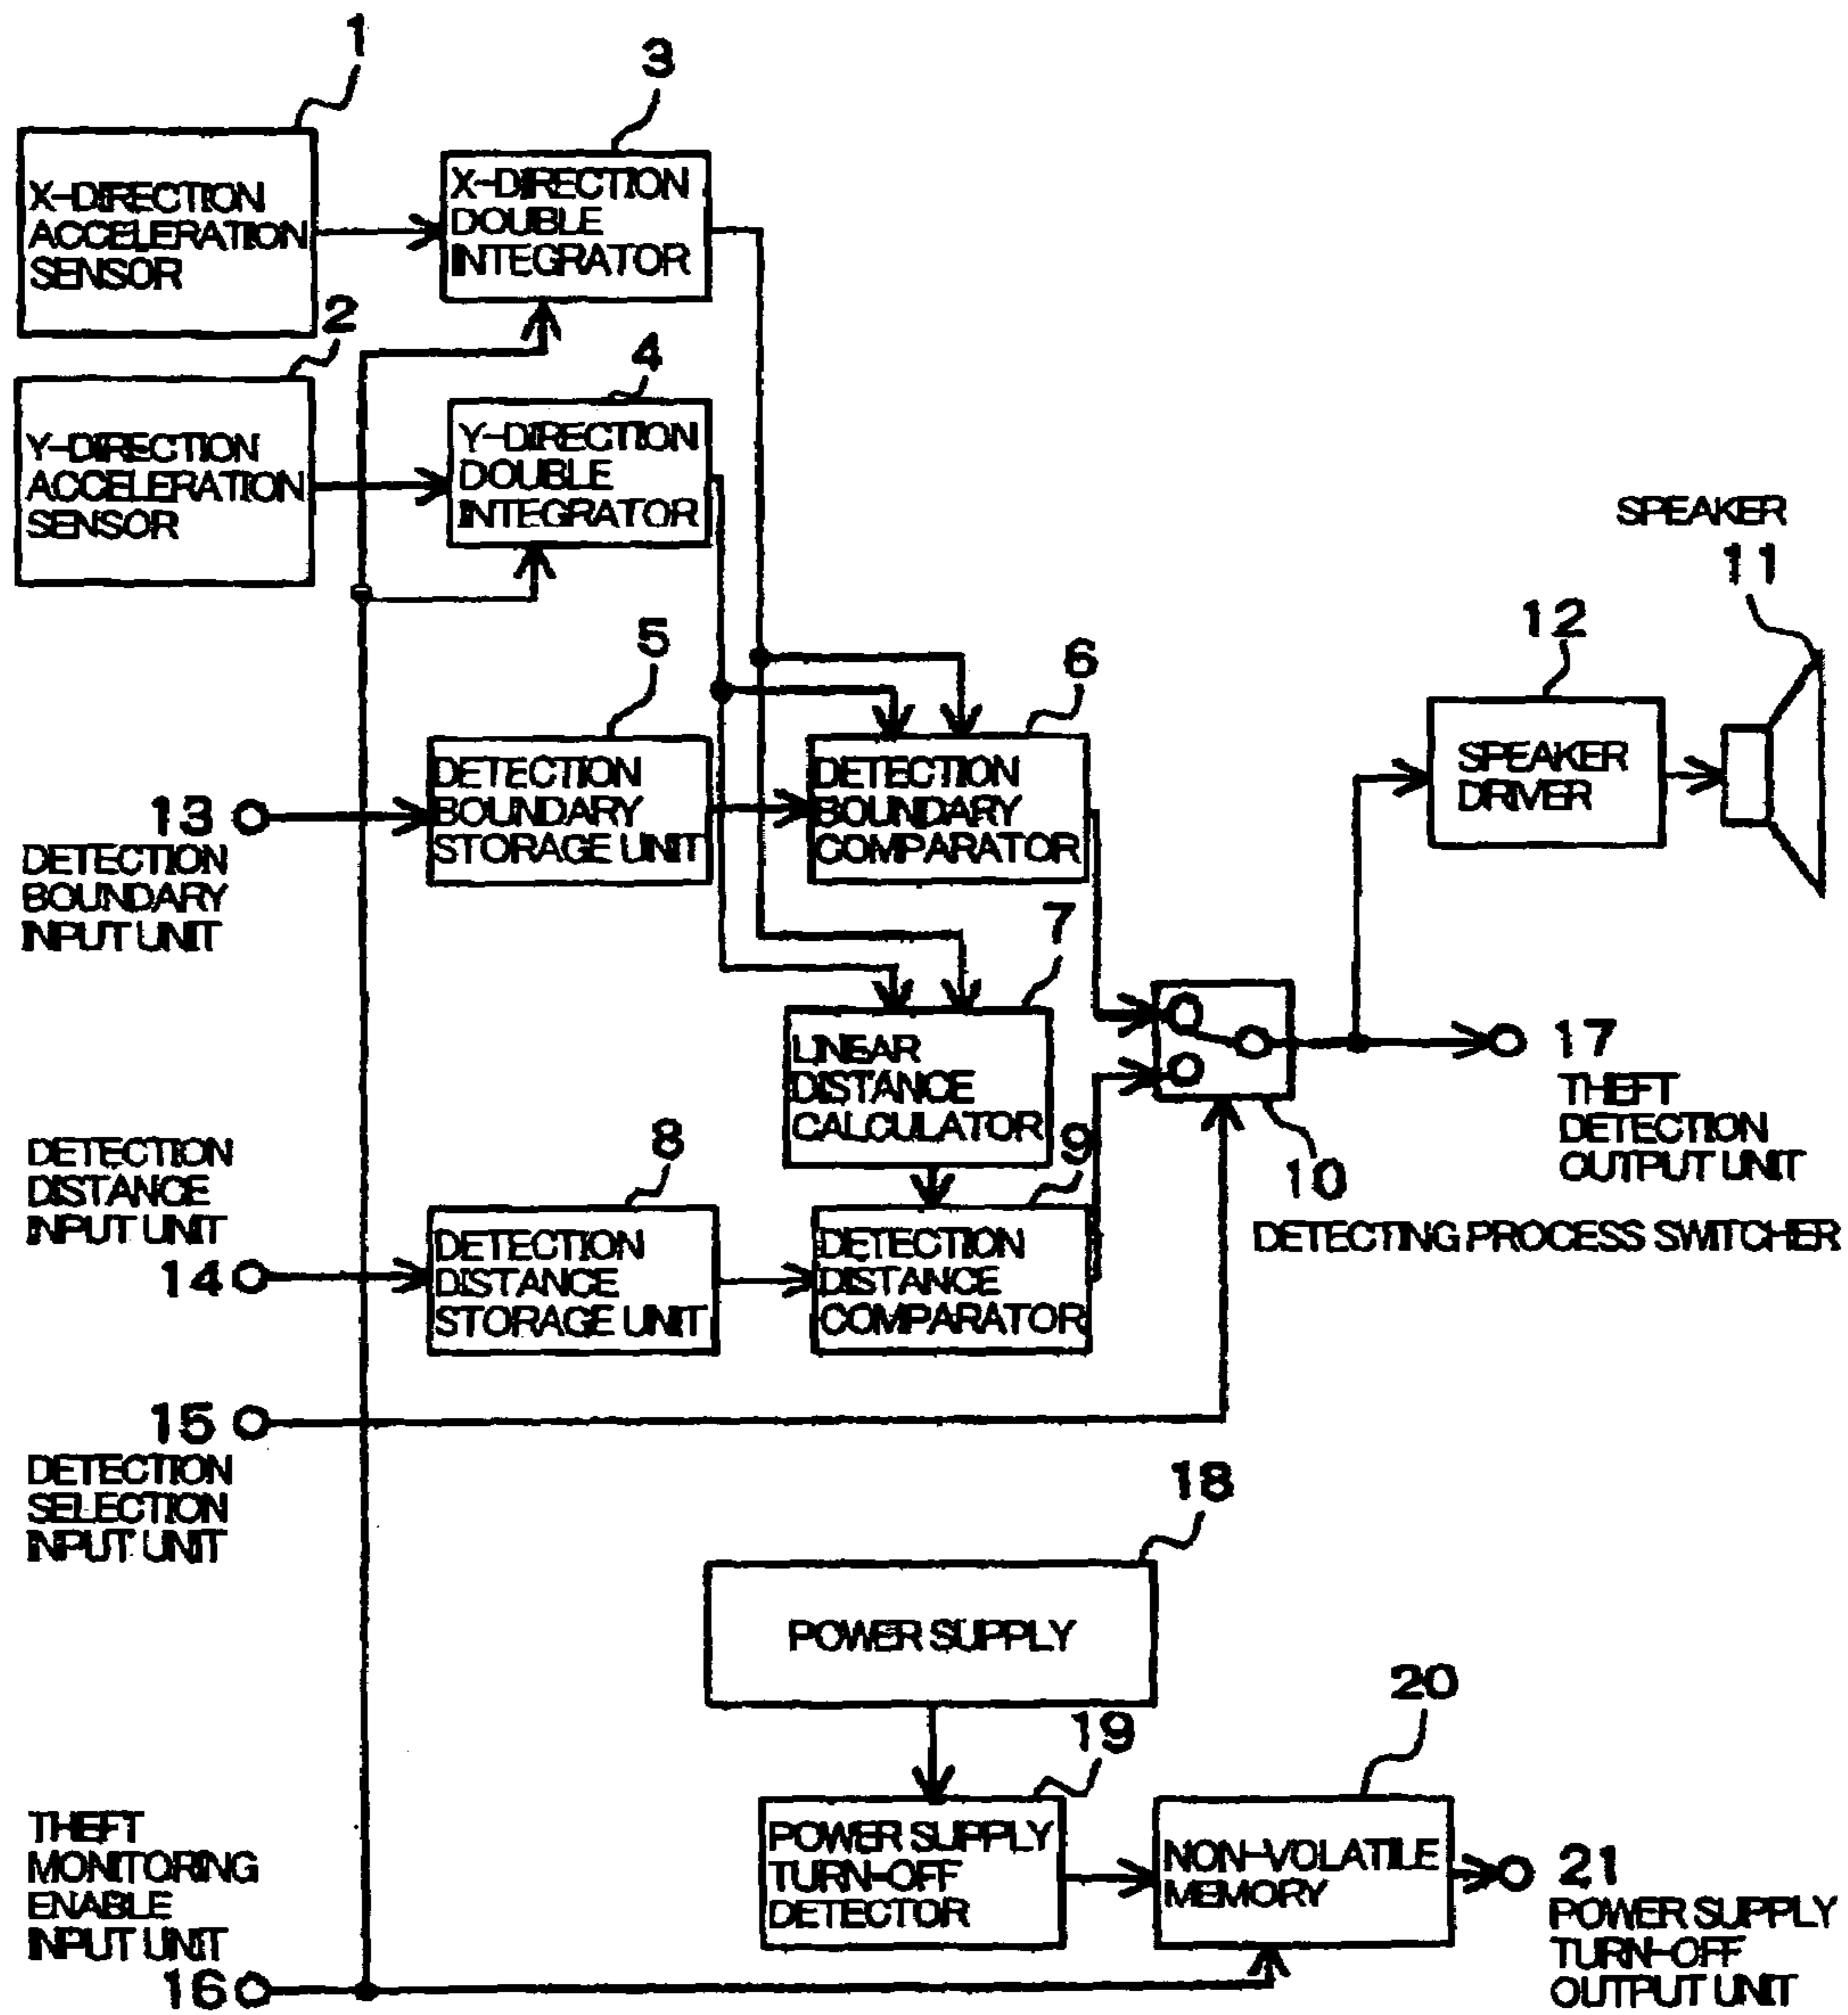 1
3
X-DIRECTION
ACCELERATION
SENSOR
X-DIRECTION
DOUBLE
INTEGRATOR
2
4
Y-DIRECTION
ACCELERATION
SENSOR
Y-DIRECTION
DOUBLE
INTEGRATOR
SPEAKER
11
12
SPEAKER
DRIVER
5
6
13
DETECTION
BOUNDARY
INPUT UNIT
DETECTION
BOUNDARY
STORAGE UNIT
DETECTION
BOUNDARY
COMPARATOR
7
LINEAR
DISTANCE
CALCULATOR
17
THEFT
DETECTION
OUTPUT UNIT
10
DETECTING PROCESS SWITCHER
DETECTION
DISTANCE
INPUT UNIT
14
8
9
DETECTION
DISTANCE
STORAGE UNIT
DETECTION
DISTANCE
COMPARATOR
15
DETECTION
SELECTION
INPUT UNIT
18
POWER SUPPLY
19
20
POWER SUPPLY
TURN-OFF
DETECTOR
NON-VOLATILE
MEMORY
21
POWER SUPPLY
TURN-OFF
OUTPUT UNIT
THEFT
MONITORING
ENABLE
INPUT UNIT
16